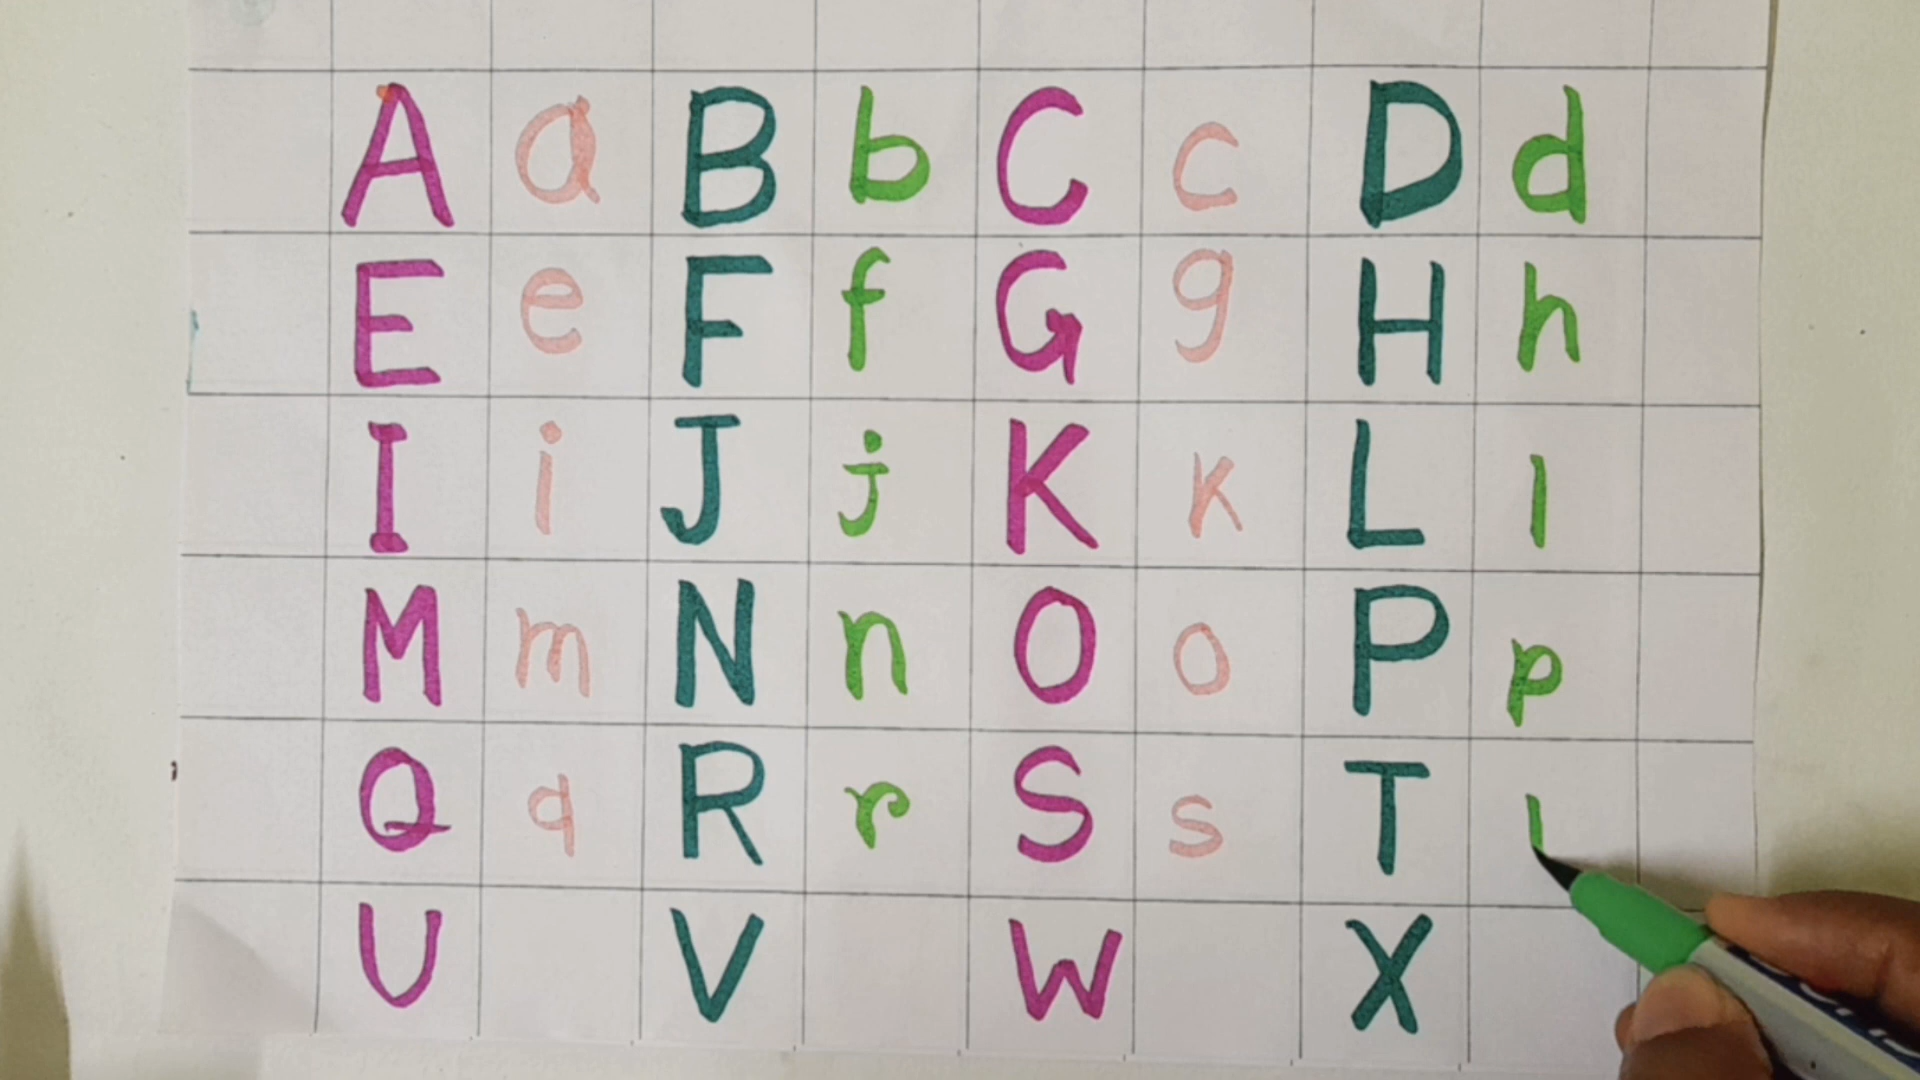 A a B b C c D d
E e F f G g H h
I i J j K k L l
M m N n O o P p
Q q R r S s T
U V W X